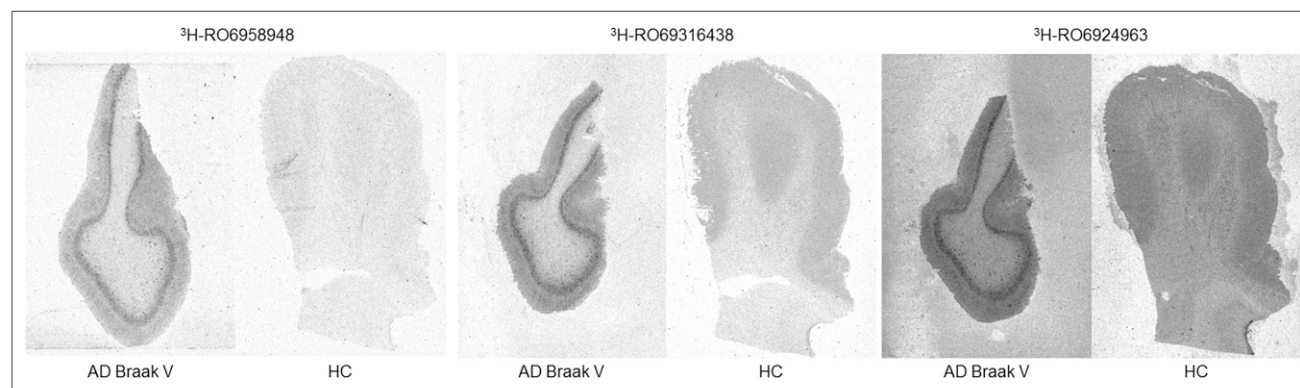 ³H-RO6958948 ³H-RO69316438 ³H-RO6924963
AD Braak V HC AD Braak V HC AD Braak V HC